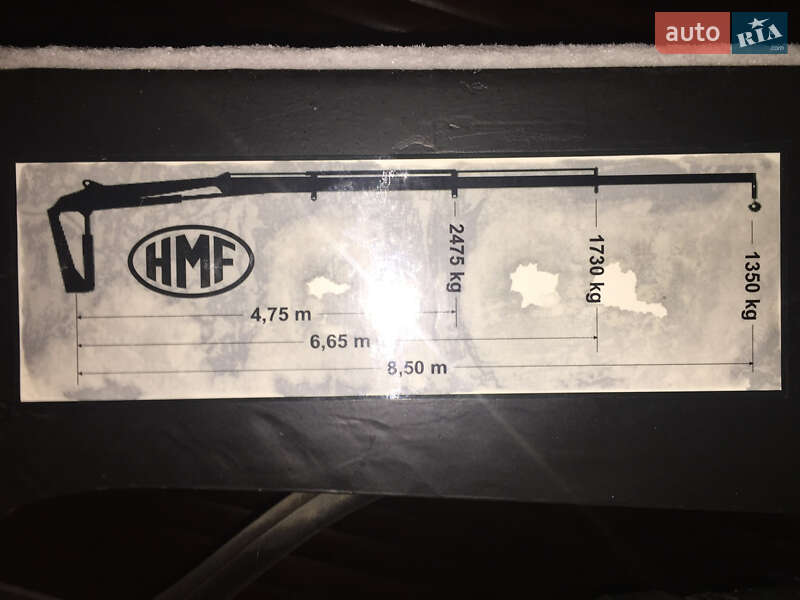 auto RIA .com
HMF
2475 kg
1730 kg
1350 kg
4,75 m
6,65 m
8,50 m